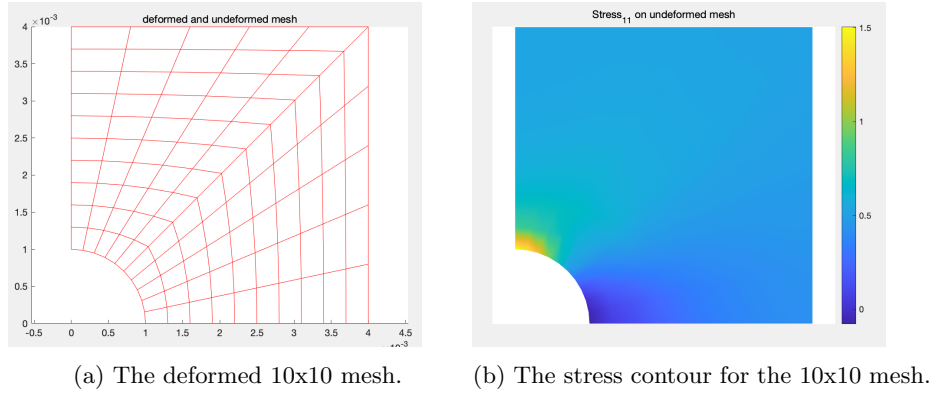 deformed and undeformed mesh
4 ×10⁻³
3.5
3
2.5
2
1.5
1
0.5
0
-0.5 0 0.5 1 1.5 2 2.5 3 3.5 4 4.5
Stress₁₁ on undeformed mesh
1.5
1
0.5
0
(a) The deformed 10x10 mesh.
(b) The stress contour for the 10x10 mesh.